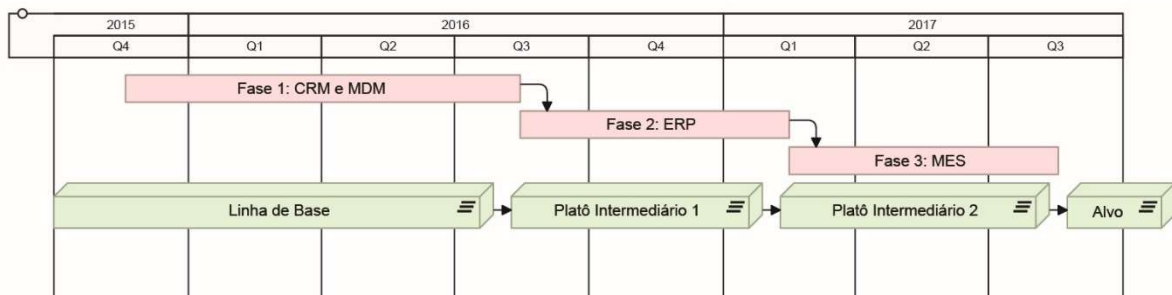 2015 2016 2017
Q4 Q1 Q2 Q3 Q4 Q1 Q2 Q3
Fase 1: CRM e MDM
Fase 2: ERP
Fase 3: MES
Linha de Base Platô Intermediário 1 Platô Intermediário 2 Alvo